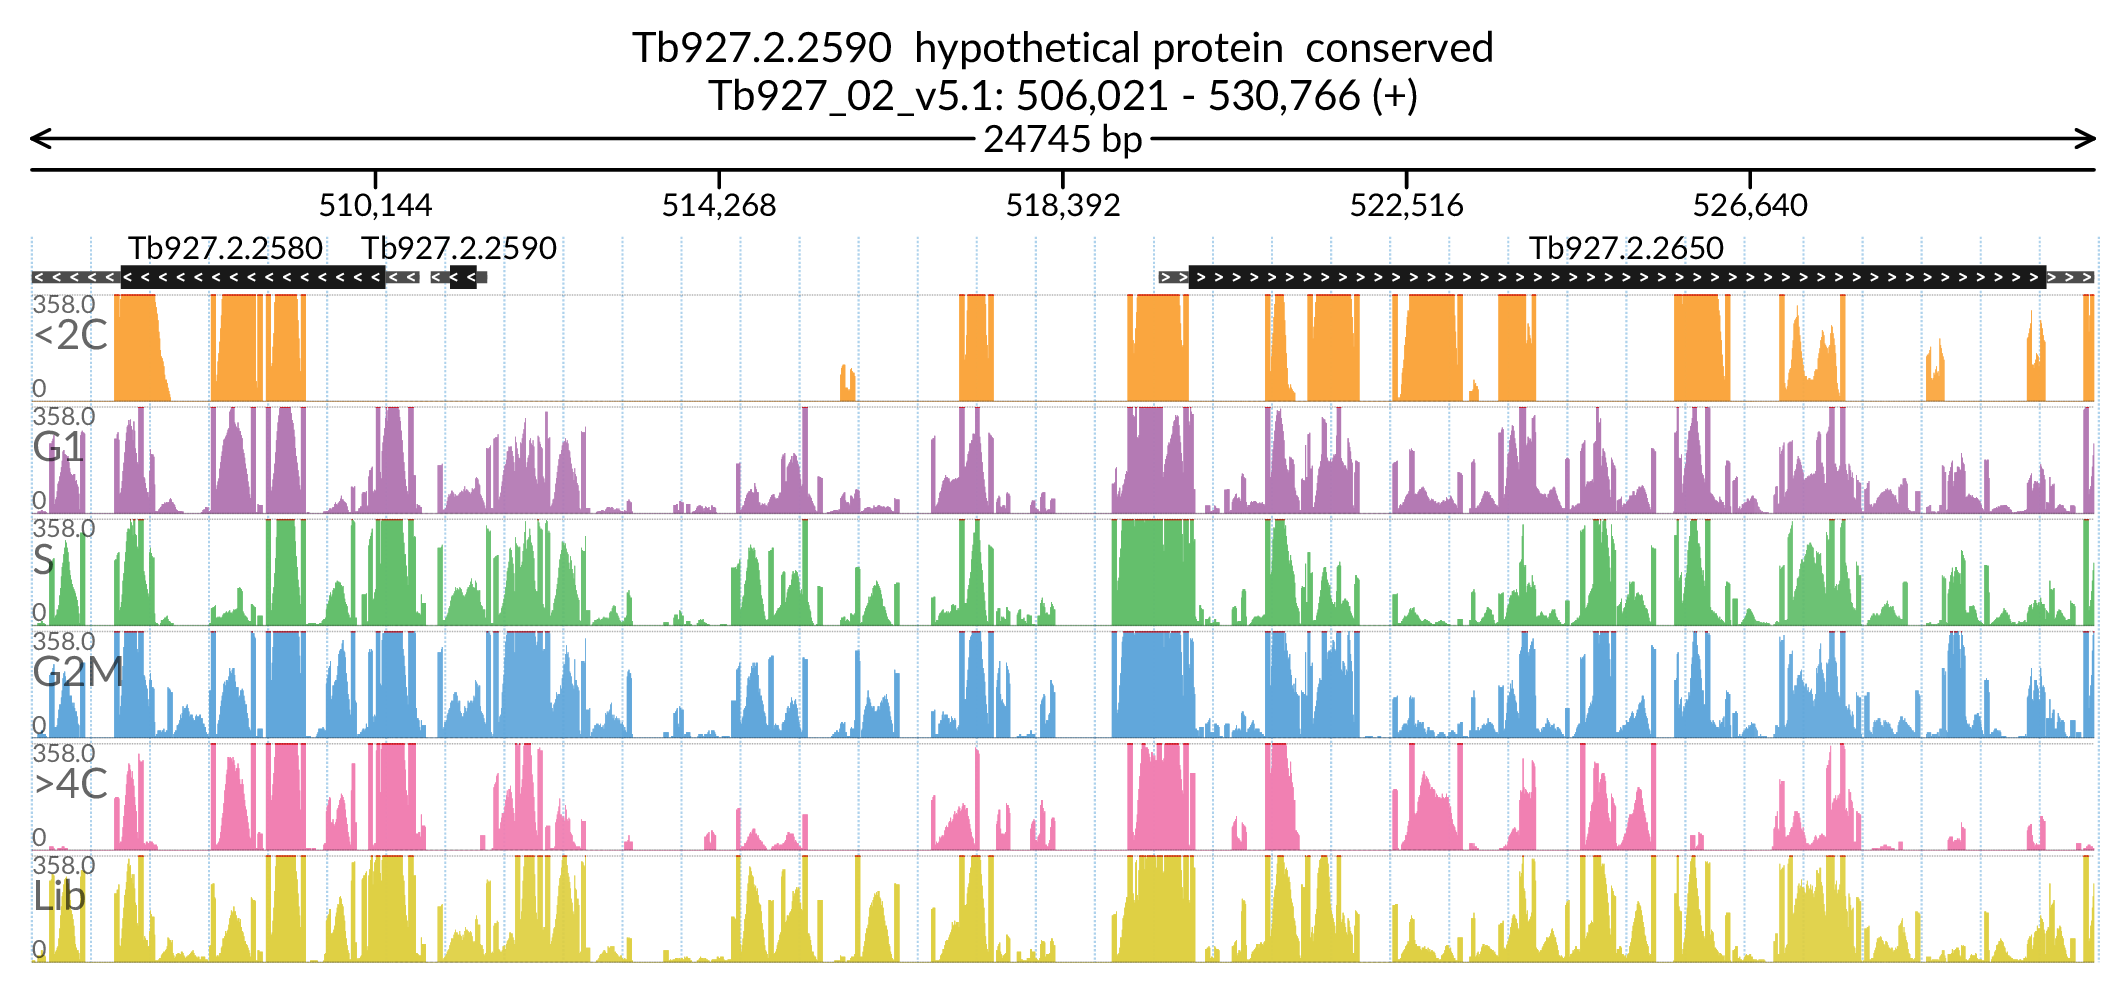 Tb927.2.2590 hypothetical protein conserved
Tb927_02_v5.1: 506,021 - 530,766 (+)
24745 bp
510,144 514,268 518,392 522,516 526,640
Tb927.2.2580 Tb927.2.2590 Tb927.2.2650
358.0
<2C
0
358.0
G1
0
358.0
S
0
358.0
G2M
0
358.0
>4C
0
358.0
Lib
0